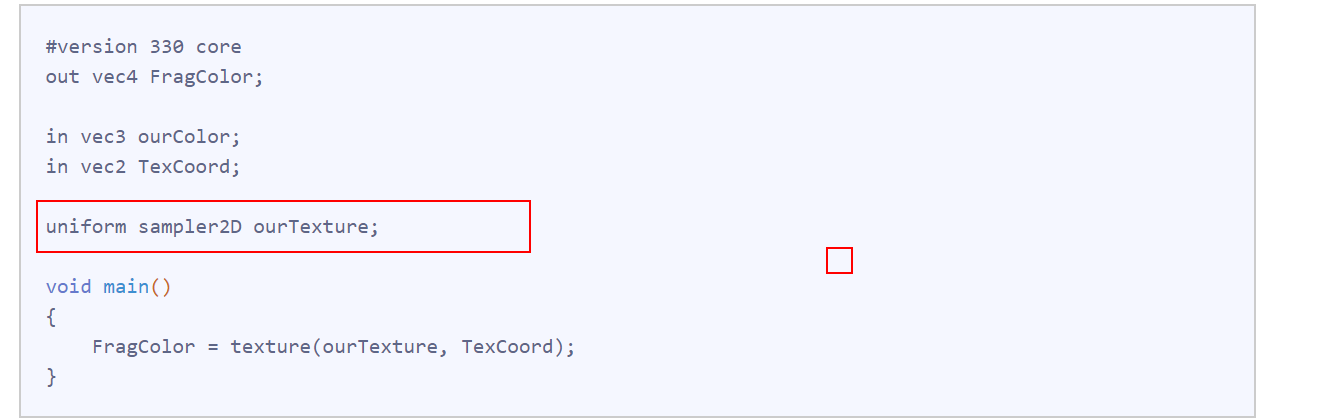 #version 330 core
out vec4 FragColor;
in vec3 ourColor;
in vec2 TexCoord;
uniform sampler2D ourTexture;
void main()
{
    FragColor = texture(ourTexture, TexCoord);
}